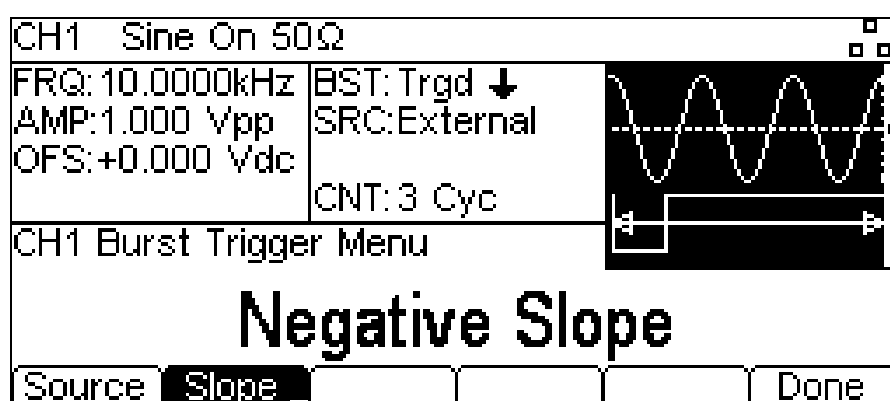 CH1 Sine On 50Ω
FRQ: 10.0000kHz
AMP:1.000 Vpp
OFS:+0.000 Vdc
BST: Trgd ↓
SRC:External
CNT: 3 Cyc
CH1 Burst Trigger Menu
Negative Slope
Source Slope Done